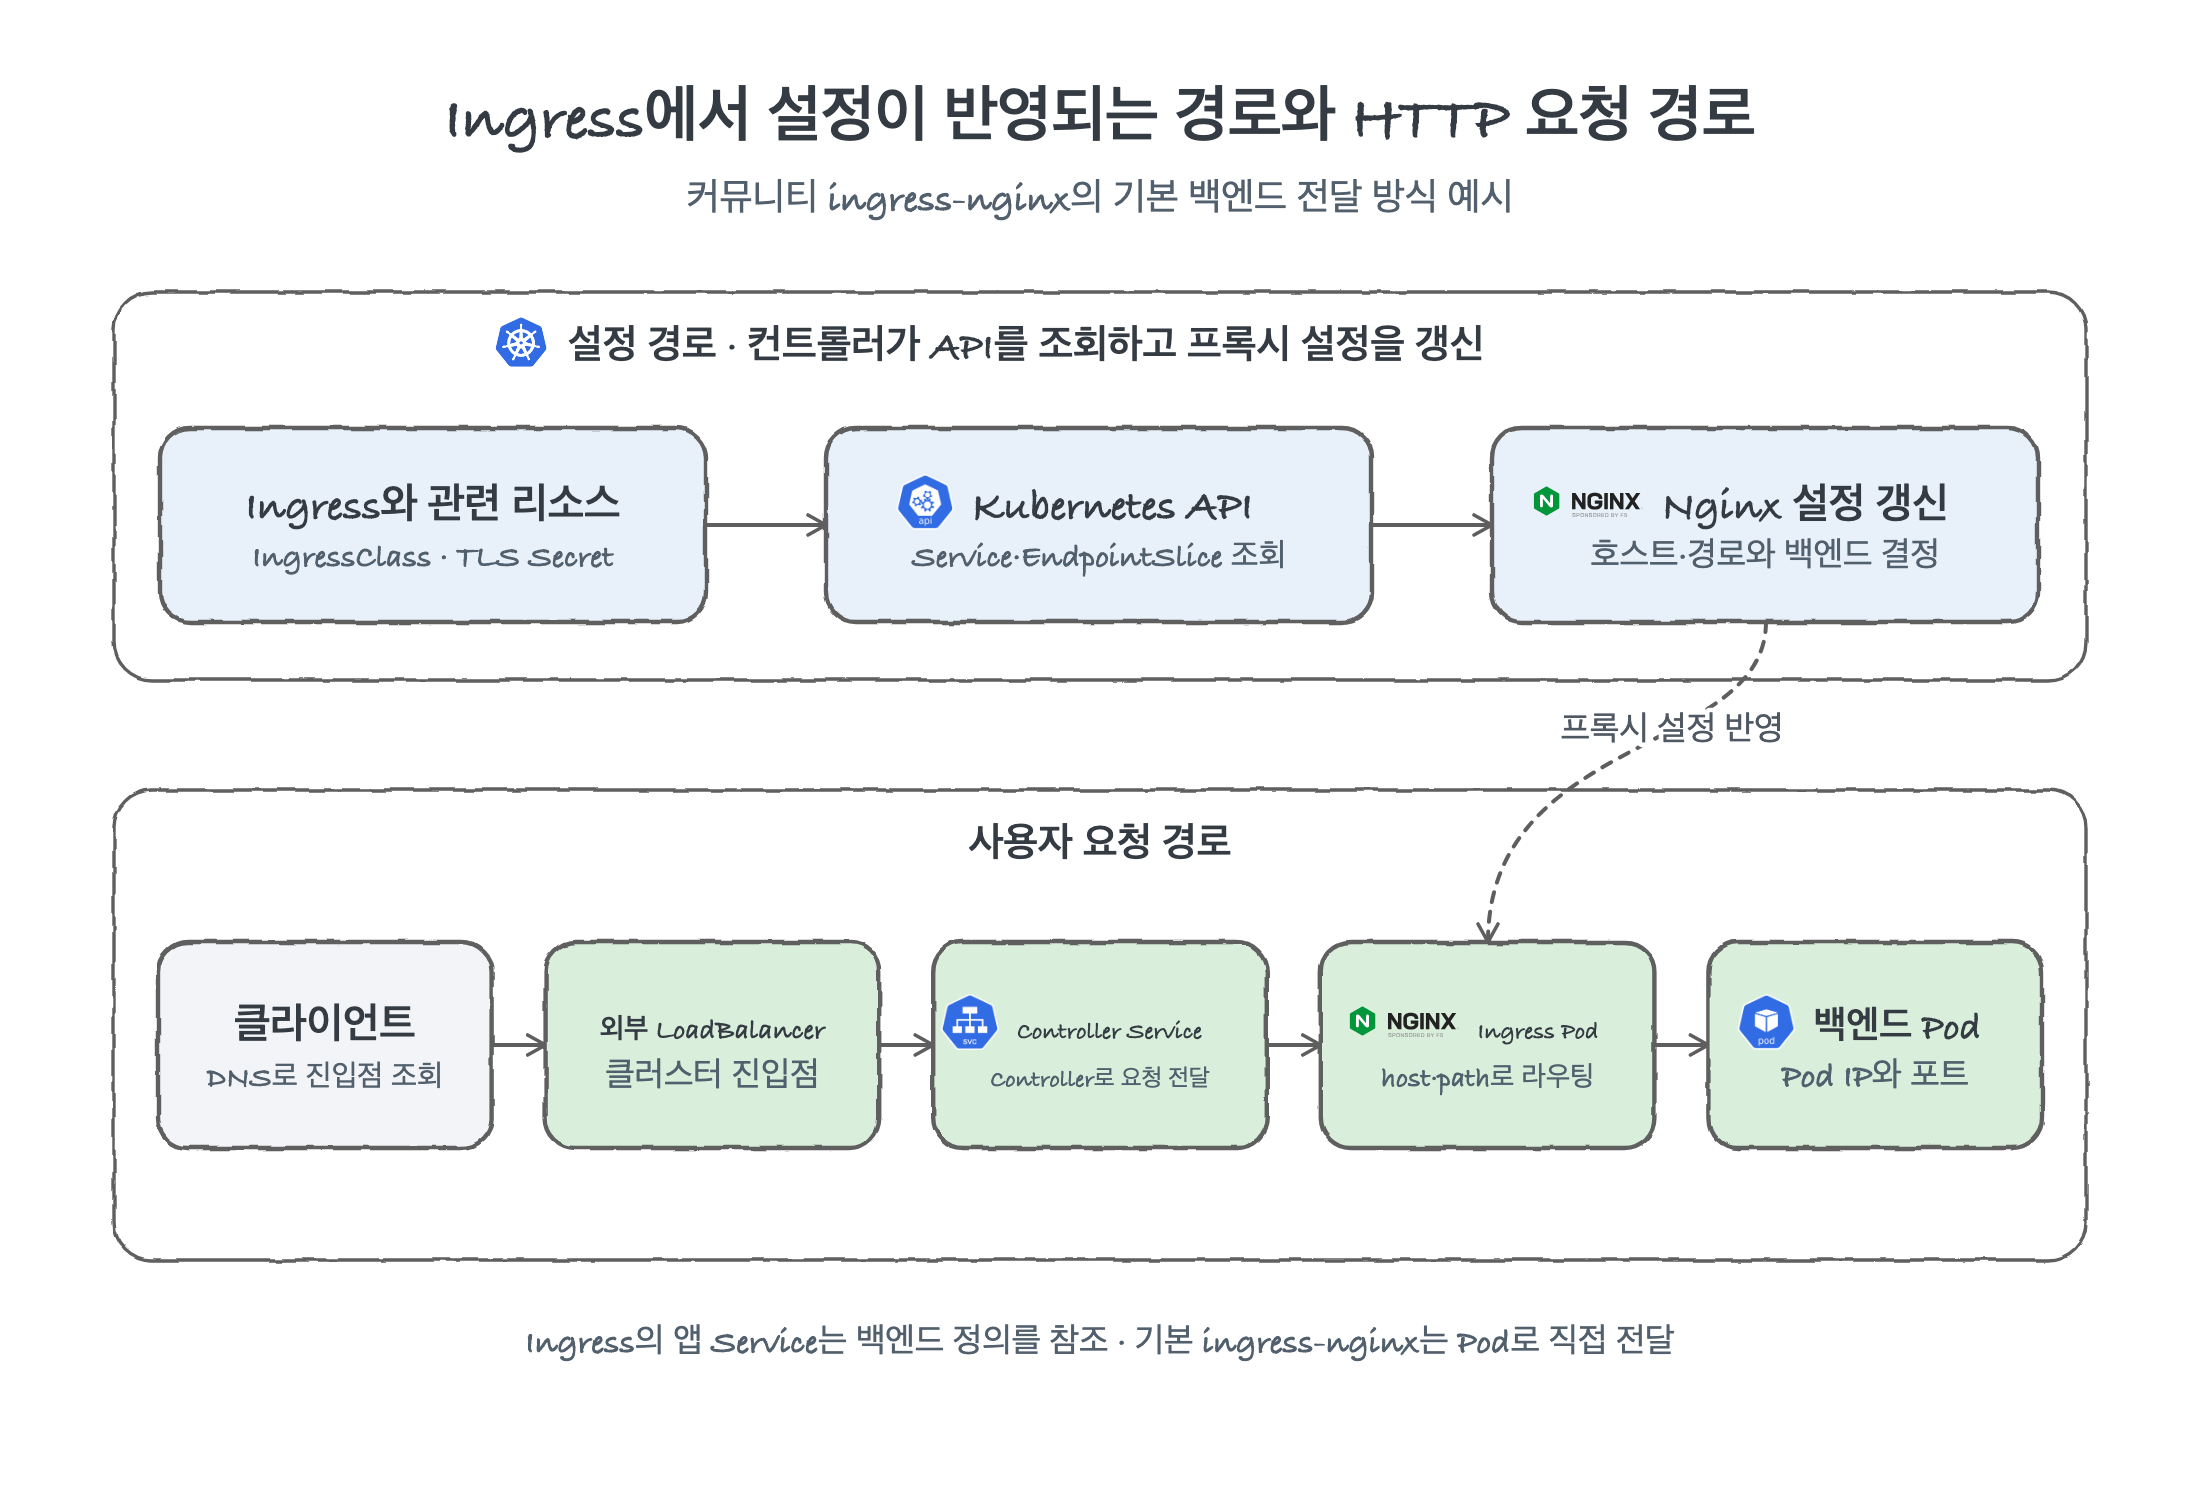 Ingress에서 설정이 반영되는 경로와 HTTP 요청 경로
커뮤니티 ingress-nginx의 기본 백엔드 전달 방식 예시
설정 경로 · 컨트롤러가 API를 조회하고 프록시 설정을 갱신
Ingress와 관련 리소스
IngressClass · TLS Secret
api
Kubernetes API
Service·EndpointSlice 조회
NGINX
SPONSORED BY F5
Nginx 설정 갱신
호스트·경로와 백엔드 결정
프록시 설정 반영
사용자 요청 경로
클라이언트
DNS로 진입점 조회
외부 LoadBalancer
클러스터 진입점
svc
Controller Service
Controller로 요청 전달
NGINX
SPONSORED BY F5
Ingress Pod
host·path로 라우팅
pod
백엔드 Pod
Pod IP와 포트
Ingress의 앱 Service는 백엔드 정의를 참조 · 기본 ingress-nginx는 Pod로 직접 전달